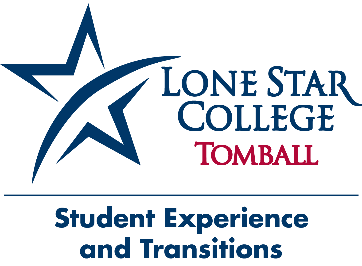 LONE STAR
COLLEGE
TOMBALL
Student Experience
and Transitions